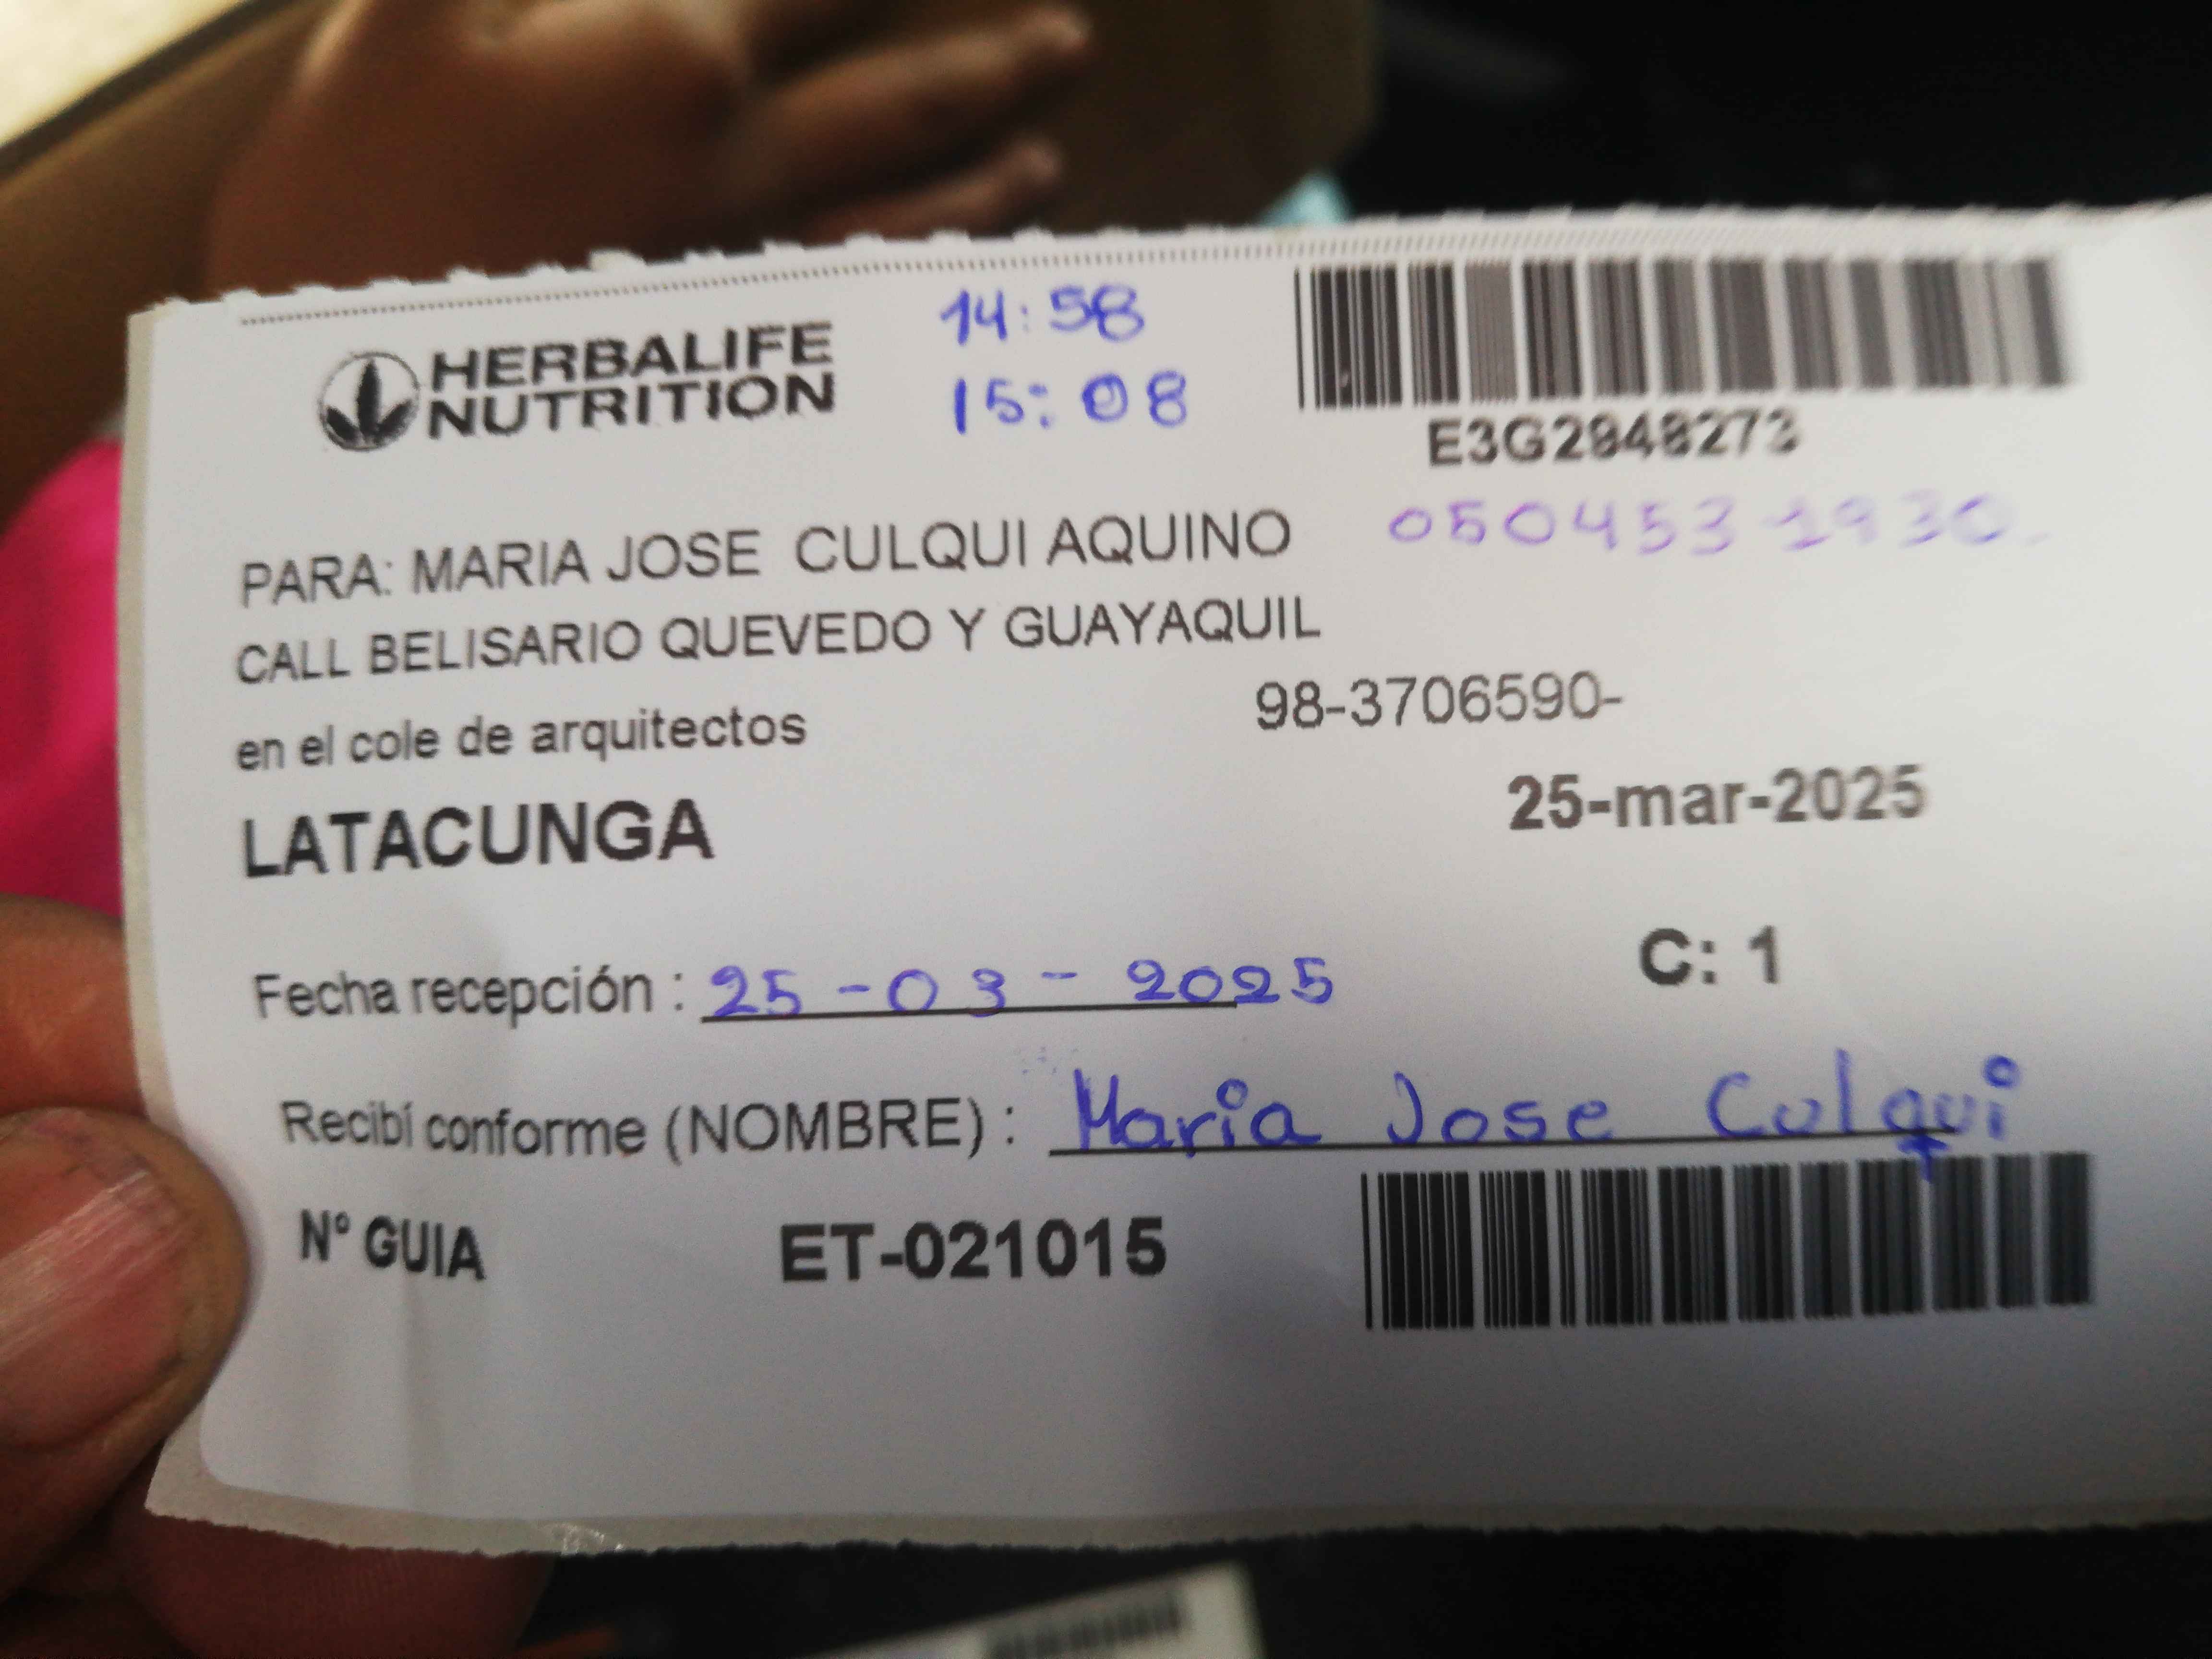 HERBALIFE
NUTRITION
14:58
15:08
E3G2848273
PARA: MARIA JOSE CULQUI AQUINO
0504531930
CALL BELISARIO QUEVEDO Y GUAYAQUIL
en el cole de arquitectos
98-3706590-
LATACUNGA
25-mar-2025
C: 1
Fecha recepción : 25-03-2025
Recibí conforme (NOMBRE) : Maria Jose Culqui
Nº GUIA ET-021015